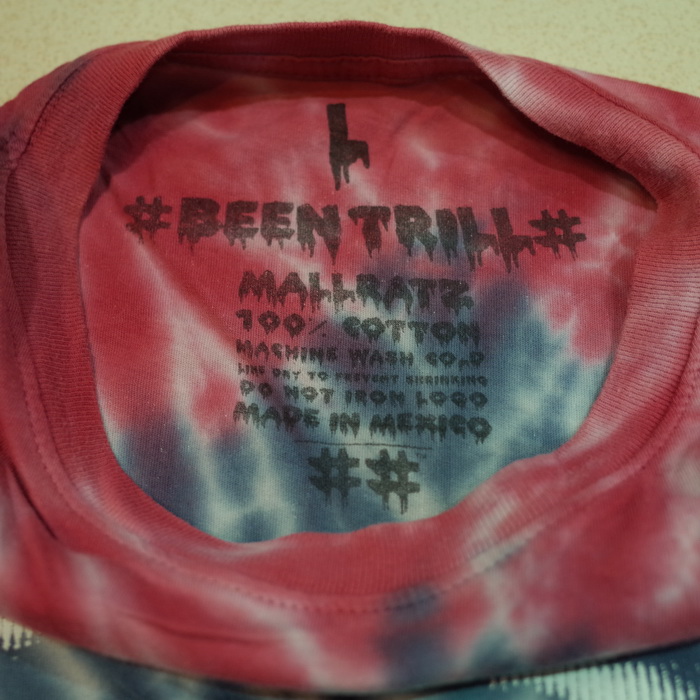 L
#BEEN TRILL#
MALLRATZ
100% COTTON
MACHINE WASH COLD
LINE DRY TO PREVENT SHRINKING
DO NOT IRON LOGO
MADE IN MEXICO
##